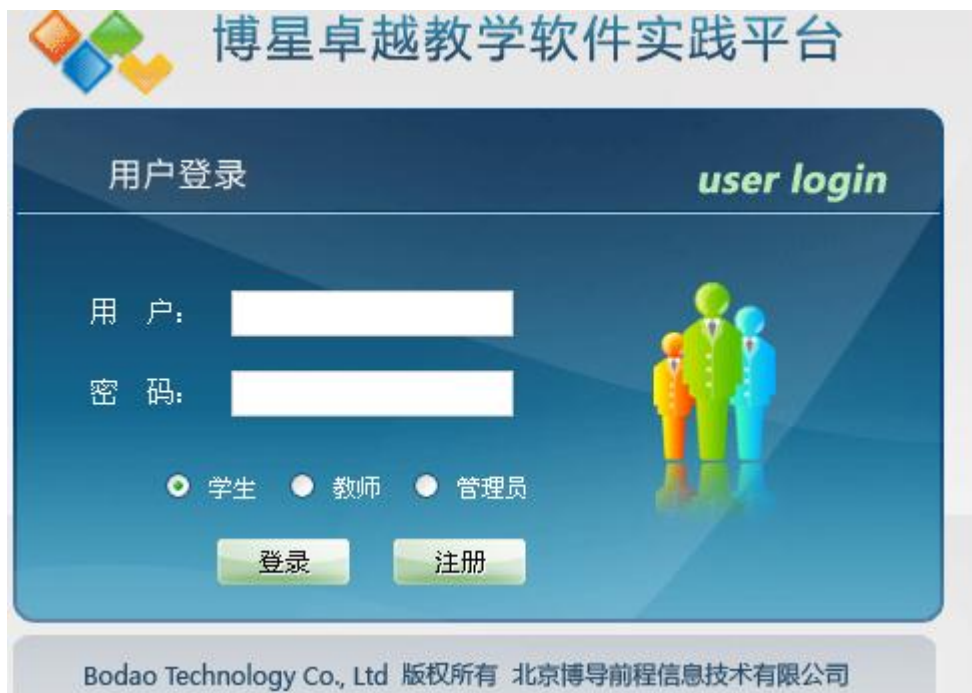 博星卓越教学软件实践平台
用户登录 user login
用 户:
密 码:
学生 教师 管理员
登录 注册
Bodao Technology Co., Ltd 版权所有 北京博导前程信息技术有限公司